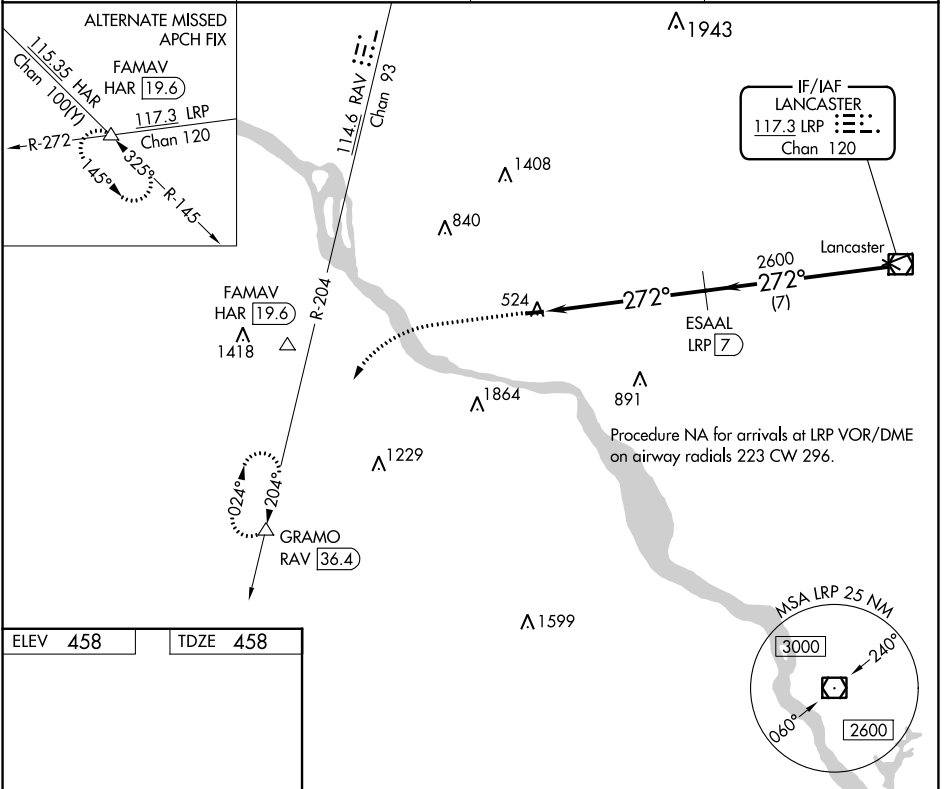 ALTERNATE MISSED
APCH FIX
FAMAV
HAR 19.6
115.35 HAR
Chan 100(Y)
117.3 LRP
Chan 120
R-272
325°
145°
R-145
114.6 RAV
Chan 93
R-204
1943
IF/IAF
LANCASTER
117.3 LRP
Chan 120
1408
840
Lancaster
2600
272°
(7)
272°
524
ESAAL
LRP 7
FAMAV
HAR 19.6
1418
1864
891
Procedure NA for arrivals at LRP VOR/DME
on airway radials 223 CW 296.
1229
024°
204°
GRAMO
RAV 36.4
1599
MSA LRP 25 NM
3000
240°
060°
2600
ELEV 458
TDZE 458